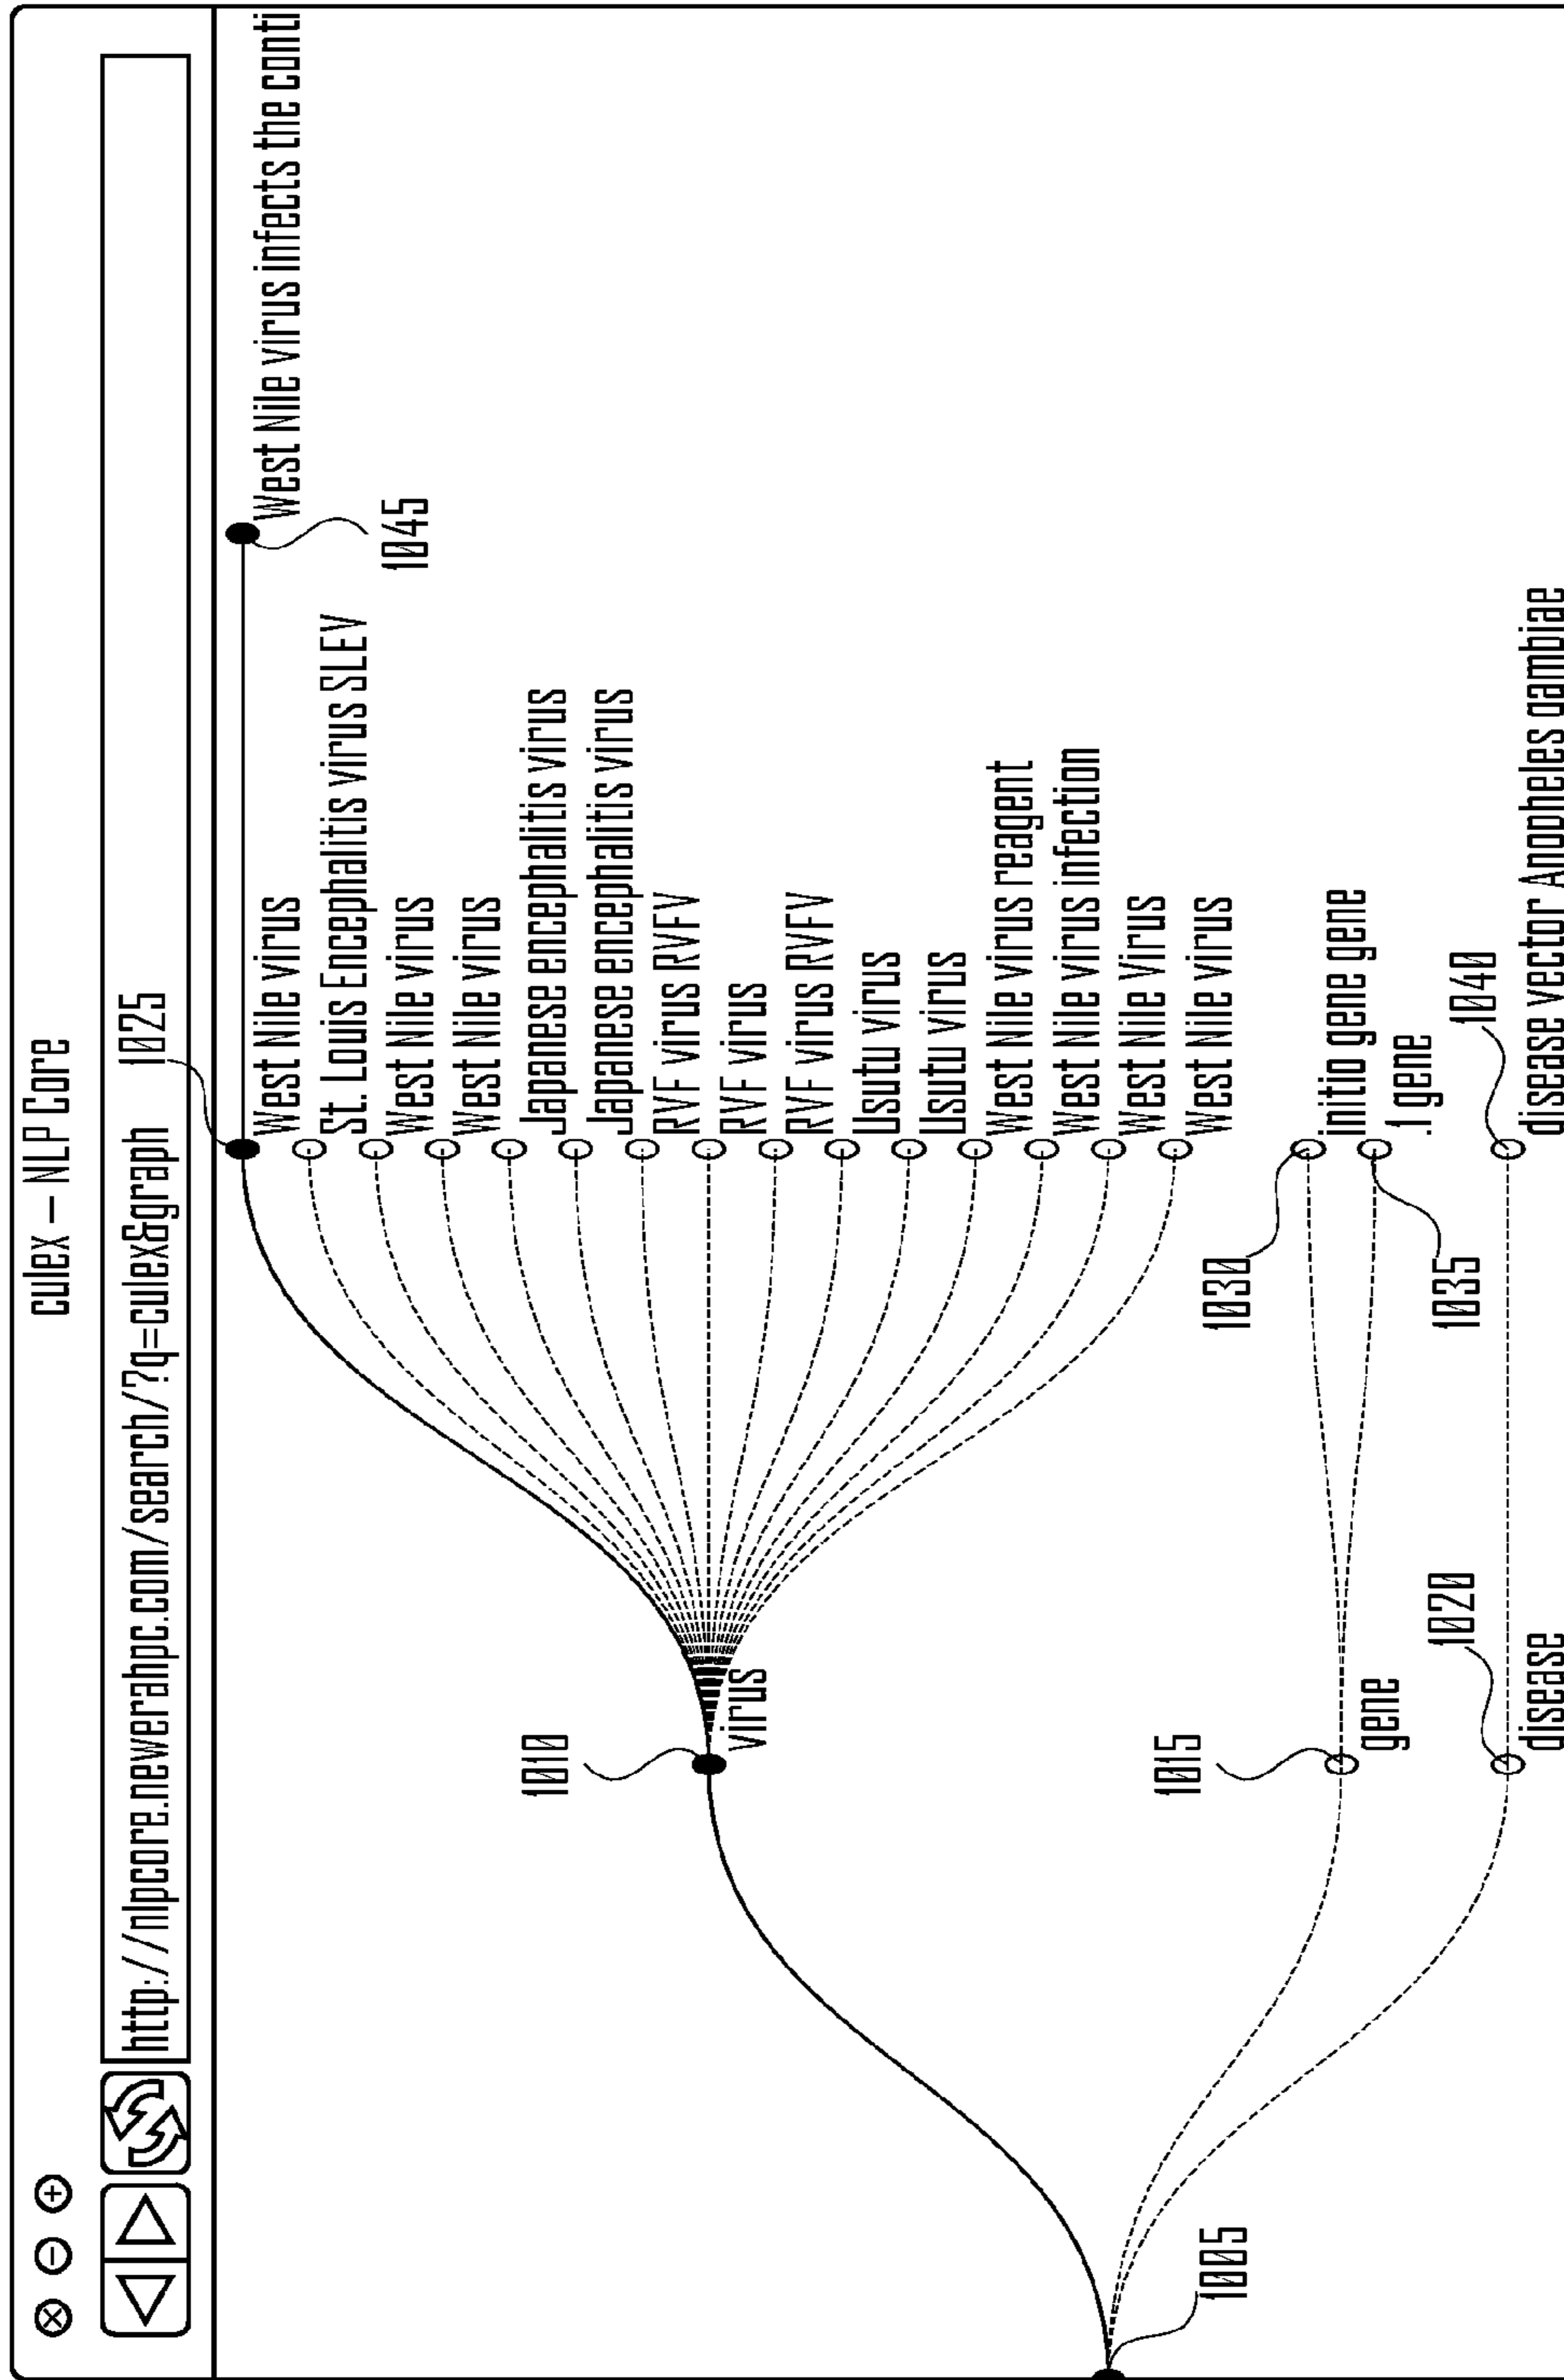 culex – NLP Core
http://nlpcore.newerahpc.com/search/?q=culex&graph
1025
West Nile virus
West Nile virus infects the conti
St. Louis Encephalitis virus SLEV
1045
West Nile virus
West Nile virus
Japanese encephalitis virus
1010
Japanese encephalitis virus
RVF virus RVFV
virus
RVF virus
RVF virus RVFV
Usutu virus
Usutu virus
West Nile virus reagent
West Nile virus infection
West Nile Virus
1015
West Nile virus
1005
1030
initio gene gene
gene
.1 gene
1020
1035
1040
disease
disease vector Anopheles gambiae